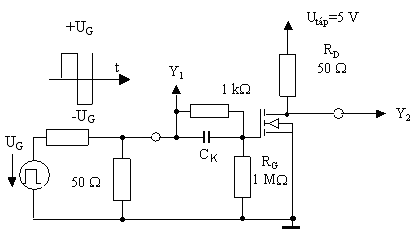 +U_G
U_táp=5 V
t
R_D
50 Ω
-U_G
Y_1
1 kΩ
Y_2
U_G
C_K
50 Ω
R_G
1 MΩ